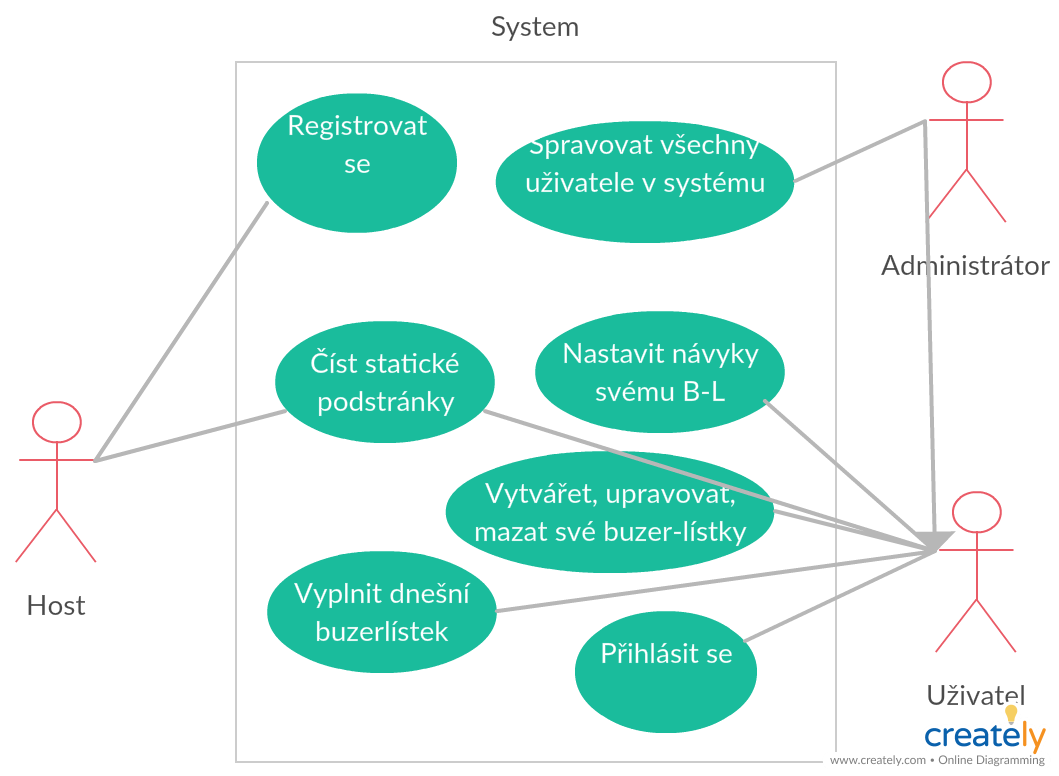 System
Registrovat
se
Spravovat všechny
uživatele v systému
Administrátor
Číst statické
podstránky
Nastavit návyky
svému B-L
Vytvářet, upravovat,
mazat své buzer-lístky
Host
Vyplnit dnešní
buzerlístek
Přihlásit se
Uživatel
creately
www.creately.com • Online Diagramming